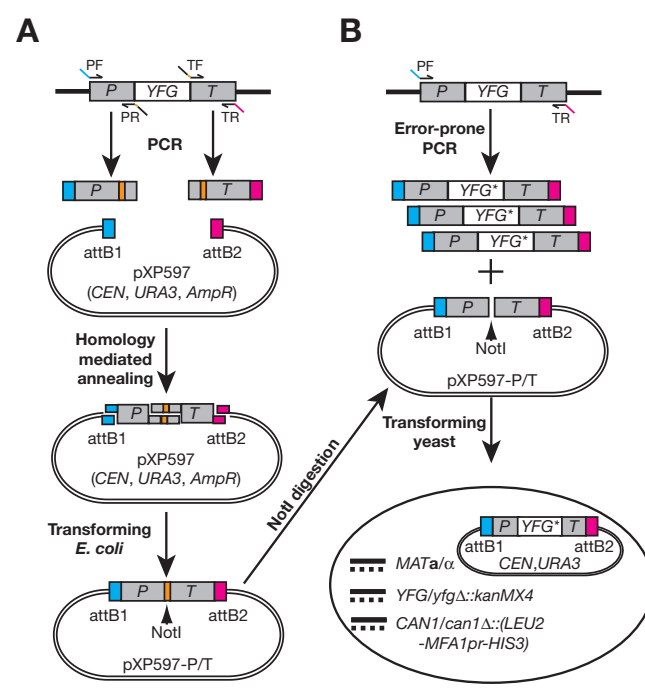 A
PF
TF
P
YFG
T
PR
TR
PCR
P
T
attB1
attB2
pXP597
(CEN, URA3, AmpR)
Homology
mediated
annealing
P
T
attB1
attB2
pXP597
(CEN, URA3, AmpR)
Transforming
E. coli
P
T
attB1
attB2
NotI
pXP597-P/T
NotI digestion
B
PF
P
YFG
T
TR
Error-prone
PCR
P YFG* T
P YFG* T
P YFG* T
+
P
T
attB1
attB2
NotI
pXP597-P/T
Transforming
yeast
P YFG* T
attB1
attB2
CEN,URA3
MATa/α
YFG/yfgΔ::kanMX4
CAN1/can1Δ::(LEU2
-MFA1pr-HIS3)